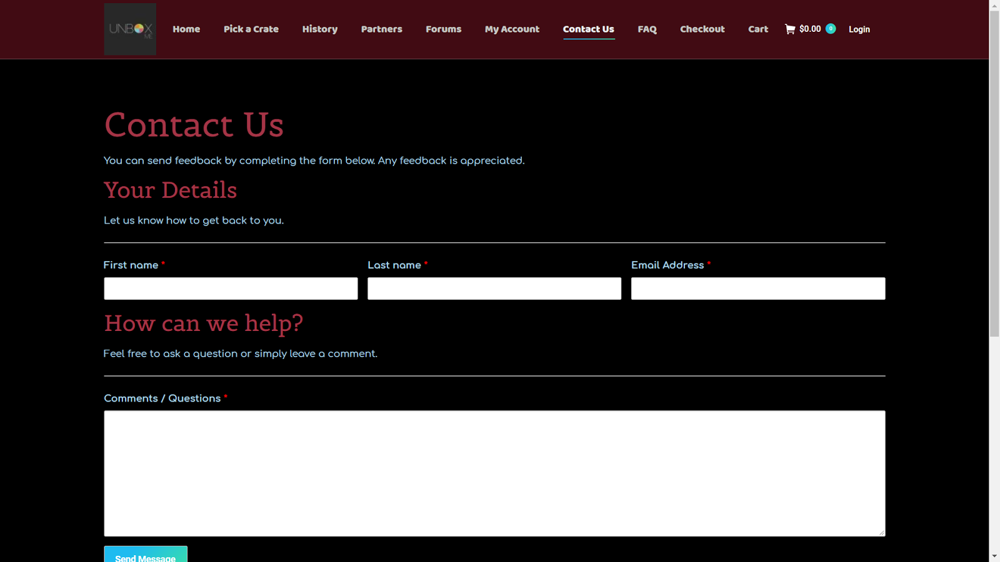 UNBOX
ME
Home Pick a Crate History Partners Forums My Account Contact Us FAQ Checkout Cart $0.00 0 Login
Contact Us
You can send feedback by completing the form below. Any feedback is appreciated.
Your Details
Let us know how to get back to you.
First name * Last name * Email Address *
How can we help?
Feel free to ask a question or simply leave a comment.
Comments / Questions *
Send Message